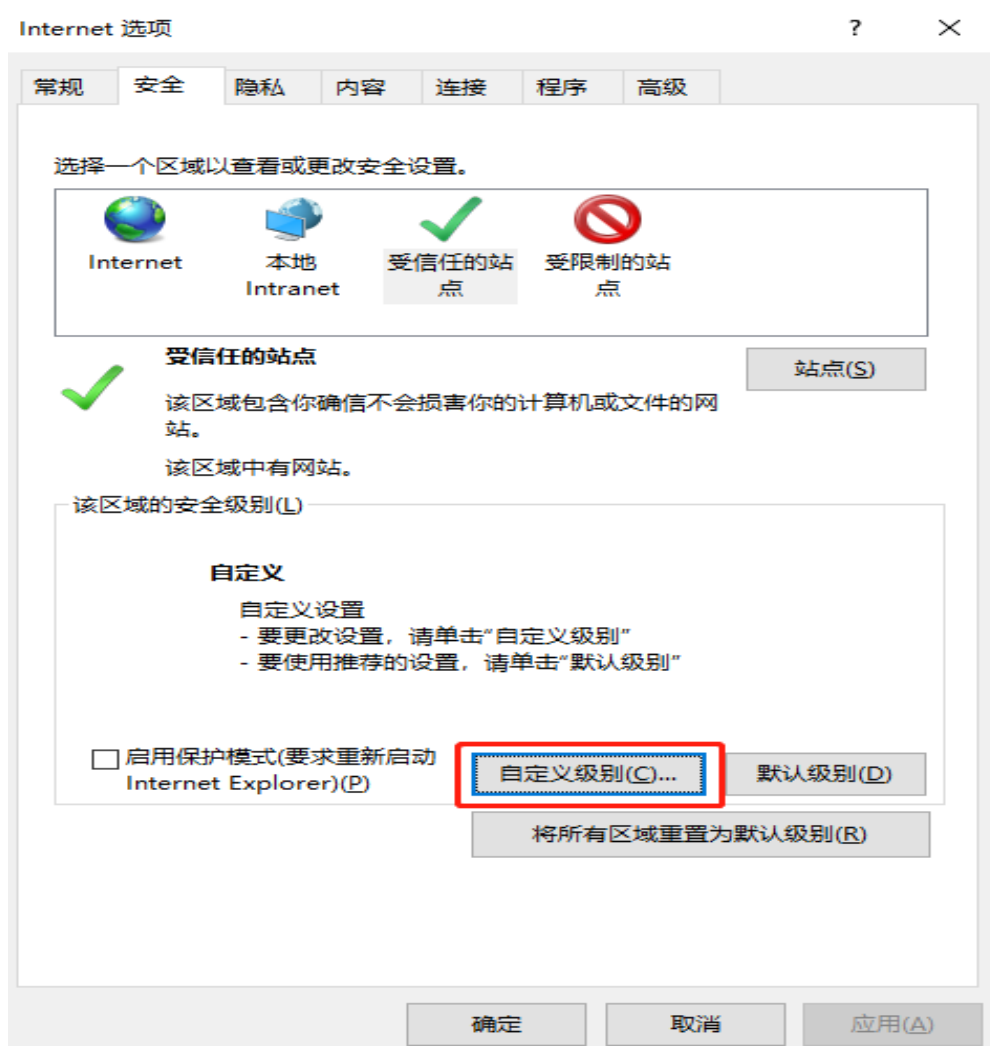 Internet 选项
?
常规 安全 隐私 内容 连接 程序 高级
选择一个区域以查看或更改安全设置。
Internet
本地
Intranet
受信任的站
点
受限制的站
点
受信任的站点
站点(S)
该区域包含你确信不会损害你的计算机或文件的网
站。
该区域中有网站。
该区域的安全级别(L)
自定义
自定义设置
- 要更改设置，请单击“自定义级别”
- 要使用推荐的设置，请单击“默认级别”
启用保护模式(要求重新启动
Internet Explorer)(P)
自定义级别(C)...
默认级别(D)
将所有区域重置为默认级别(R)
确定 取消 应用(A)